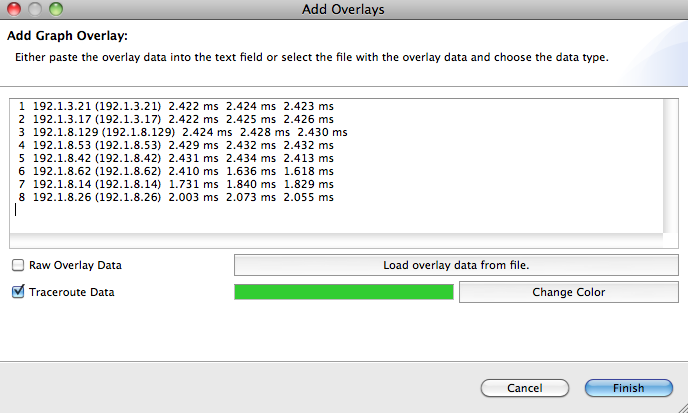 Add Overlays
Add Graph Overlay:
Either paste the overlay data into the text field or select the file with the overlay data and choose the data type.
1 192.1.3.21 (192.1.3.21) 2.422 ms 2.424 ms 2.423 ms
2 192.1.3.17 (192.1.3.17) 2.422 ms 2.425 ms 2.426 ms
3 192.1.8.129 (192.1.8.129) 2.424 ms 2.428 ms 2.430 ms
4 192.1.8.53 (192.1.8.53) 2.429 ms 2.432 ms 2.432 ms
5 192.1.8.42 (192.1.8.42) 2.431 ms 2.434 ms 2.413 ms
6 192.1.8.62 (192.1.8.62) 2.410 ms 1.636 ms 1.618 ms
7 192.1.8.14 (192.1.8.14) 1.731 ms 1.840 ms 1.829 ms
8 192.1.8.26 (192.1.8.26) 2.003 ms 2.073 ms 2.055 ms
Raw Overlay Data
Load overlay data from file.
Traceroute Data
Change Color
Cancel
Finish